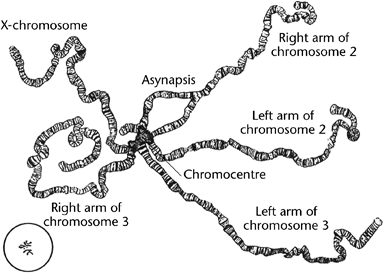 X-chromosome
Right arm of
chromosome 2
Asynapsis
Left arm of
chromosome 2
Chromocentre
Right arm of
chromosome 3
Left arm of
chromosome 3